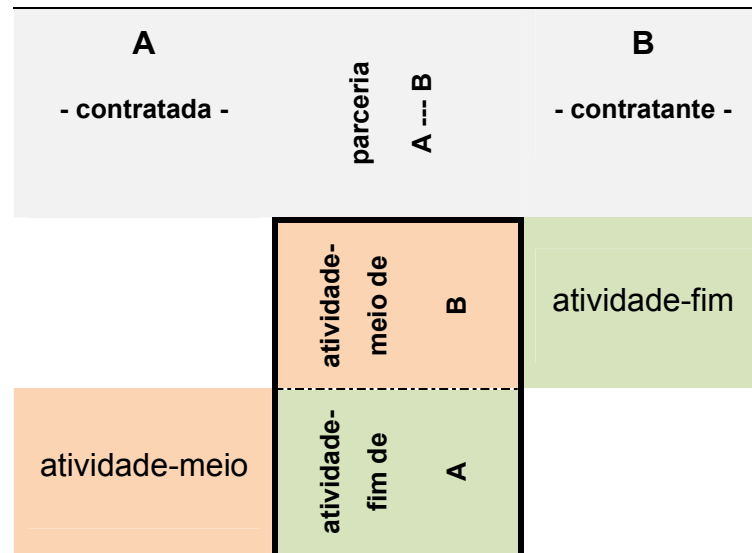 A
- contratada -
parceria
A --- B
B
- contratante -
atividade-
meio de
B
atividade-fim
atividade-meio
atividade-
fim de
A